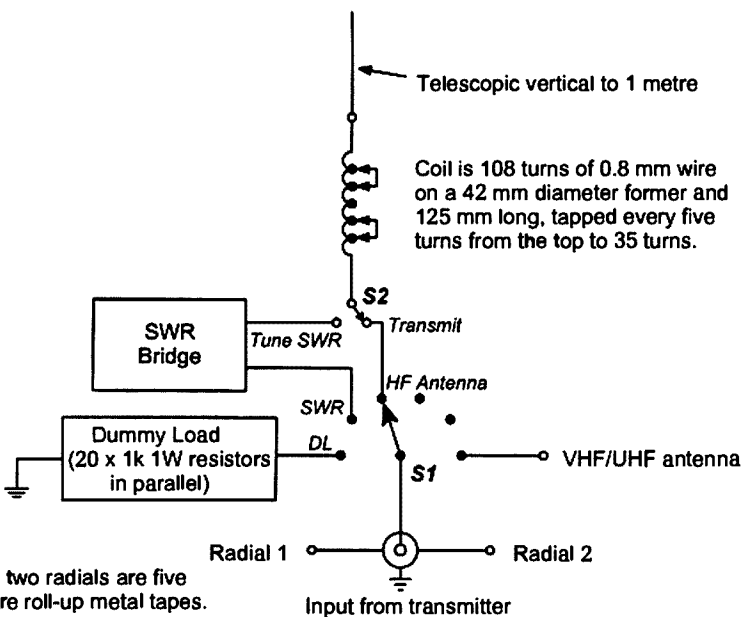 Telescopic vertical to 1 metre
Coil is 108 turns of 0.8 mm wire
on a 42 mm diameter former and
125 mm long, tapped every five
turns from the top to 35 turns.
S2
SWR
Bridge
Tune SWR
Transmit
HF Antenna
SWR
Dummy Load
(20 x 1k 1W resistors
in parallel)
DL
S1
VHF/UHF antenna
Radial 1
Radial 2
two radials are five
re roll-up metal tapes.
Input from transmitter